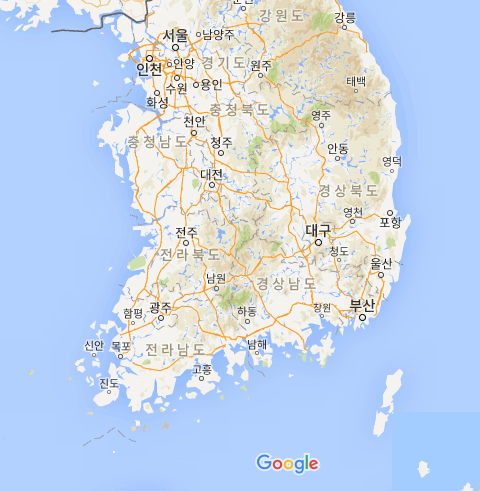 춘천
강원도
강릉
서울
남양주
인천
안양
경기도
원주
수원
용인
태백
화성
충청북도
천안
영주
충청남도
청주
안동
영덕
대전
경상북도
영천
포항
전주
대구
청도
전라북도
울산
남원
경상남도
광주
함평
하동
창원
부산
신안
목포
전라남도
남해
고흥
진도
Google